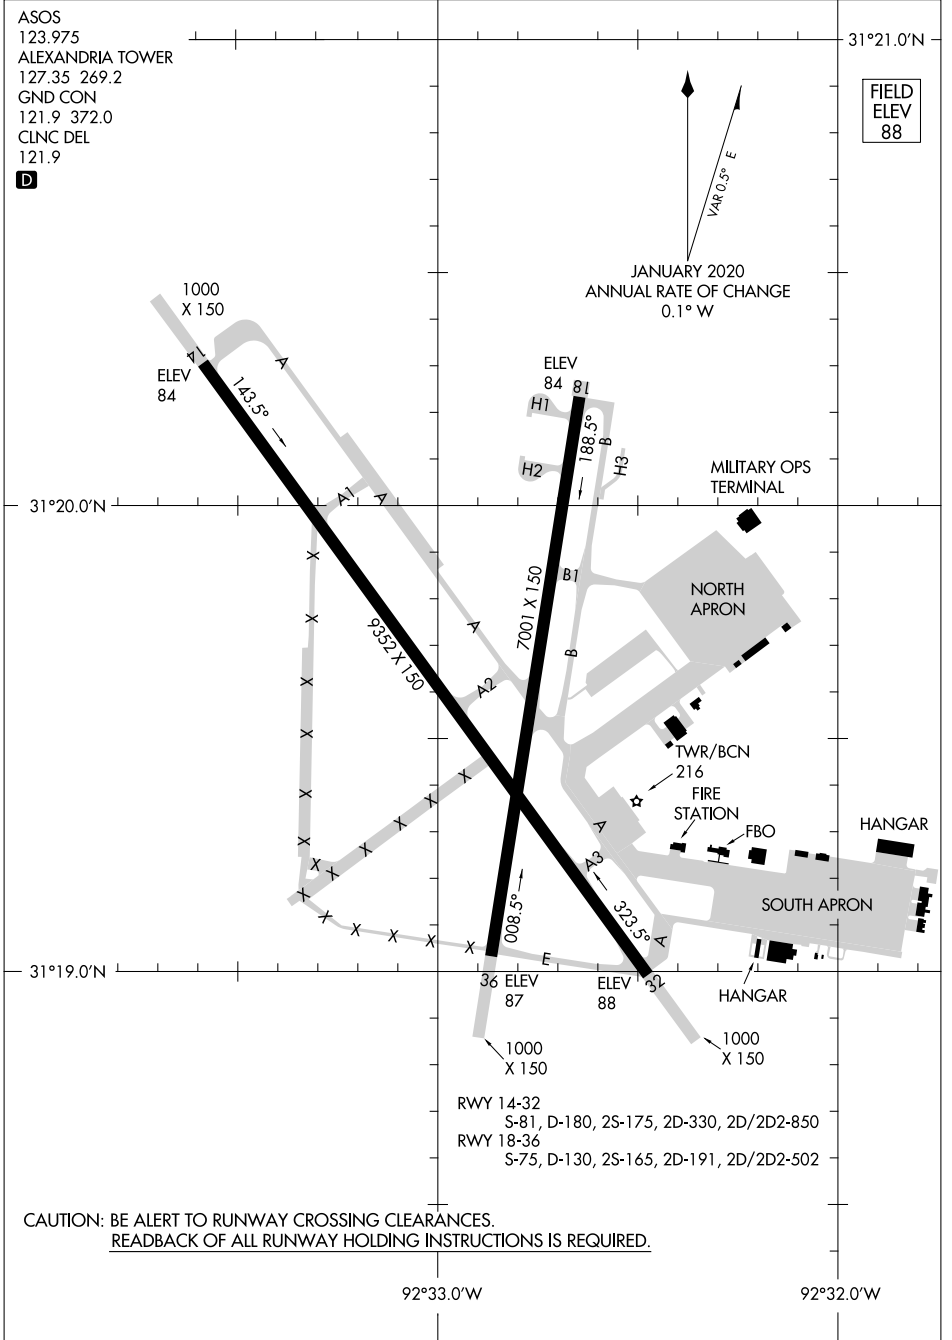 ASOS
123.975
ALEXANDRIA TOWER
127.35 269.2
GND CON
121.9 372.0
CLNC DEL
121.9
D
31°21.0'N
FIELD
ELEV
88
VAR 0.5° E
JANUARY 2020
ANNUAL RATE OF CHANGE
0.1° W
1000
X 150
14
ELEV
84
143.5°
A
ELEV
84
18
H1
188.5°
B
H2
H3
MILITARY OPS
TERMINAL
31°20.0'N
A1
A
X
B1
NORTH
APRON
7001 X 150
X
9352 X 150
A
B
X
A2
X
TWR/BCN
216
X
X
X
FIRE
STATION
X
A
FBO
HANGAR
X
X
X
X
A3
X
X
SOUTH APRON
008.5°
323.5°
X
X
X
X
X
A
E
31°19.0'N
36
ELEV
87
ELEV
88
32
HANGAR
1000
X 150
1000
X 150
RWY 14-32
S-81, D-180, 2S-175, 2D-330, 2D/2D2-850
RWY 18-36
S-75, D-130, 2S-165, 2D-191, 2D/2D2-502
CAUTION: BE ALERT TO RUNWAY CROSSING CLEARANCES.
READBACK OF ALL RUNWAY HOLDING INSTRUCTIONS IS REQUIRED.
92°33.0'W
92°32.0'W